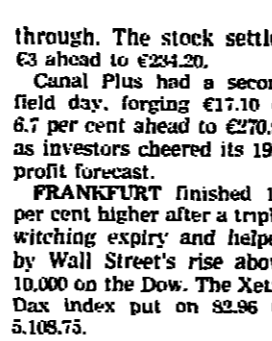 through. The stock settl
€3 ahead to €234.20.
Canal Plus had a secon
field day, forging €17.10
6.7 per cent ahead to €270.
as investors cheered its 19
profit forecast.
FRANKFURT finished 1
per cent higher after a tripl
witching expiry and helpe
by Wall Street's rise abov
10,000 on the Dow. The Xet
Dax index put on 82.96
5,108.75.